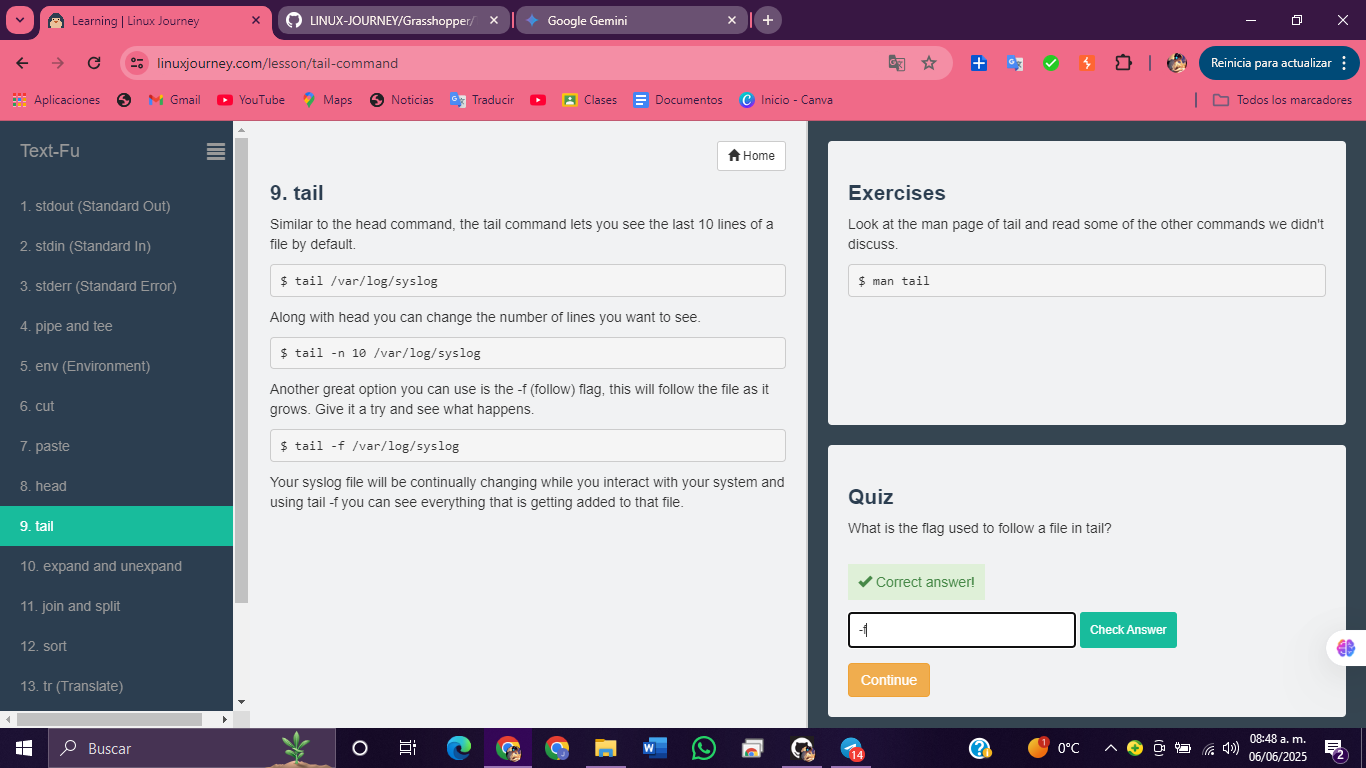 Learning | Linux Journey
LINUX-JOURNEY/Grasshopper/
Google Gemini
linuxjourney.com/lesson/tail-command
Reinicia para actualizar
Aplicaciones
Gmail
YouTube
Maps
Noticias
Traducir
Clases
Documentos
Inicio - Canva
Todos los marcadores
Text-Fu
1. stdout (Standard Out)
2. stdin (Standard In)
3. stderr (Standard Error)
4. pipe and tee
5. env (Environment)
6. cut
7. paste
8. head
9. tail
10. expand and unexpand
11. join and split
12. sort
13. tr (Translate)
Home
9. tail
Similar to the head command, the tail command lets you see the last 10 lines of a
file by default.
$ tail /var/log/syslog
Along with head you can change the number of lines you want to see.
$ tail -n 10 /var/log/syslog
Another great option you can use is the -f (follow) flag, this will follow the file as it
grows. Give it a try and see what happens.
$ tail -f /var/log/syslog
Your syslog file will be continually changing while you interact with your system and
using tail -f you can see everything that is getting added to that file.
Exercises
Look at the man page of tail and read some of the other commands we didn't
discuss.
$ man tail
Quiz
What is the flag used to follow a file in tail?
Correct answer!
-f
Check Answer
Continue
Buscar
14
1
0°C
08:48 a. m.
06/06/2025
2